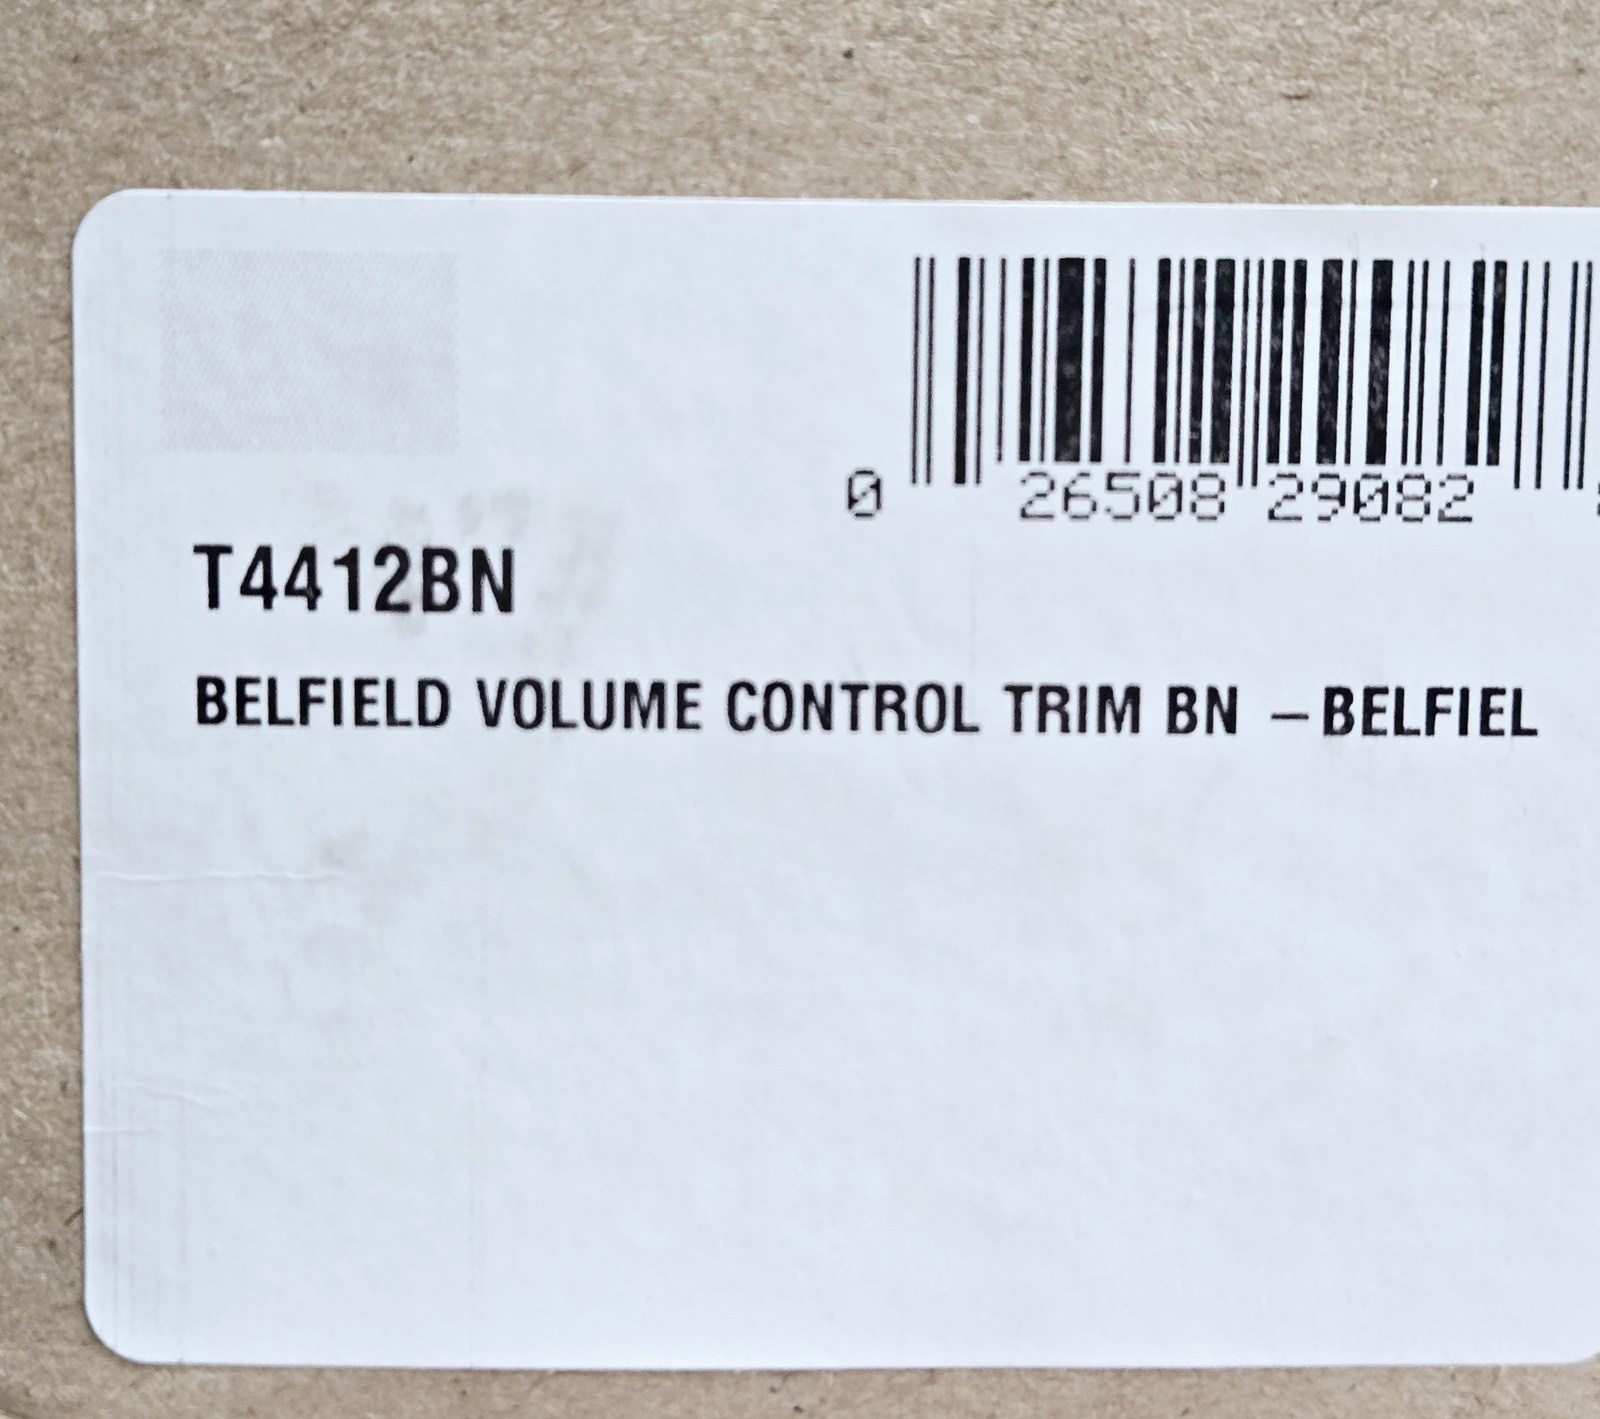 0 26508 29082
T4412BN
BELFIELD VOLUME CONTROL TRIM BN –BELFIEL